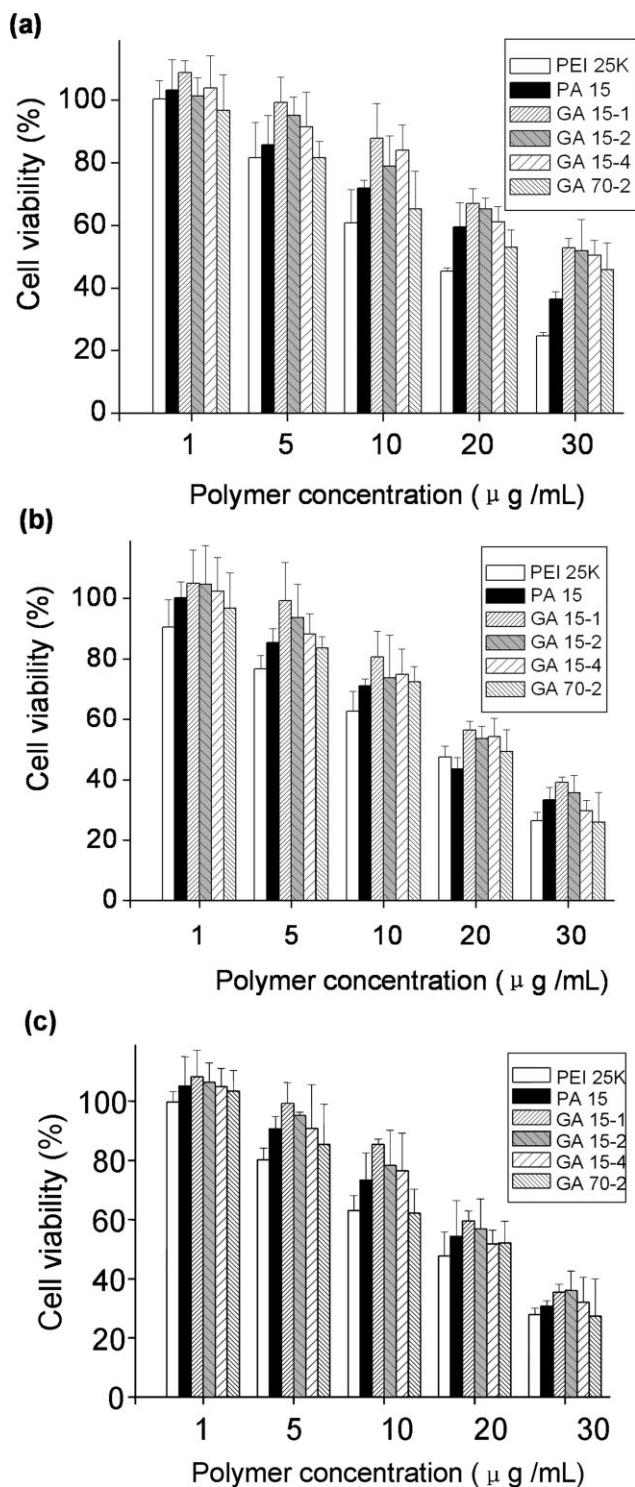 (a)
PEI 25K
PA 15
GA 15-1
GA 15-2
GA 15-4
GA 70-2
Cell viability (%)
100
80
60
40
20
0
1 5 10 20 30
Polymer concentration ( μ g /mL)
(b)
PEI 25K
PA 15
GA 15-1
GA 15-2
GA 15-4
GA 70-2
Cell viability (%)
100
80
60
40
20
0
1 5 10 20 30
Polymer concentration ( μ g /mL)
(c)
PEI 25K
PA 15
GA 15-1
GA 15-2
GA 15-4
GA 70-2
Cell viability (%)
100
80
60
40
20
0
1 5 10 20 30
Polymer concentration ( μ g /mL)